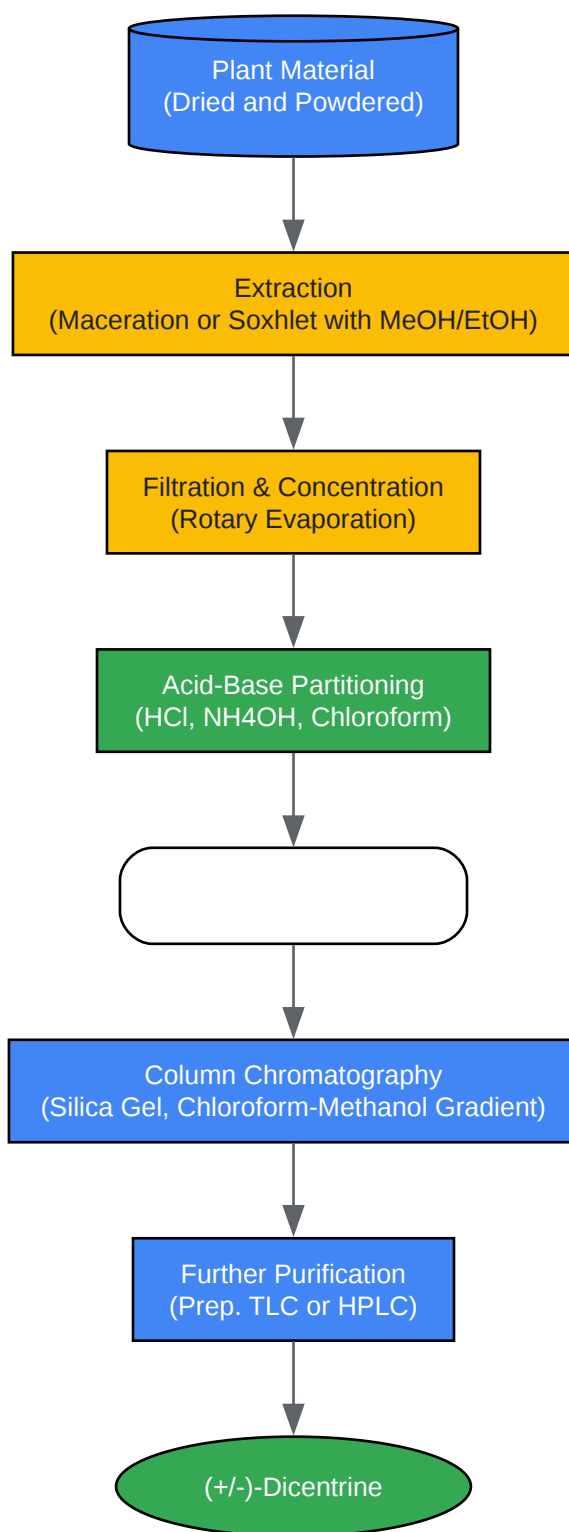 Plant Material
(Dried and Powdered)
Extraction
(Maceration or Soxhlet with MeOH/EtOH)
Filtration & Concentration
(Rotary Evaporation)
Acid-Base Partitioning
(HCl, NH4OH, Chloroform)
Column Chromatography
(Silica Gel, Chloroform-Methanol Gradient)
Further Purification
(Prep. TLC or HPLC)
(+/-)-Dicentrine